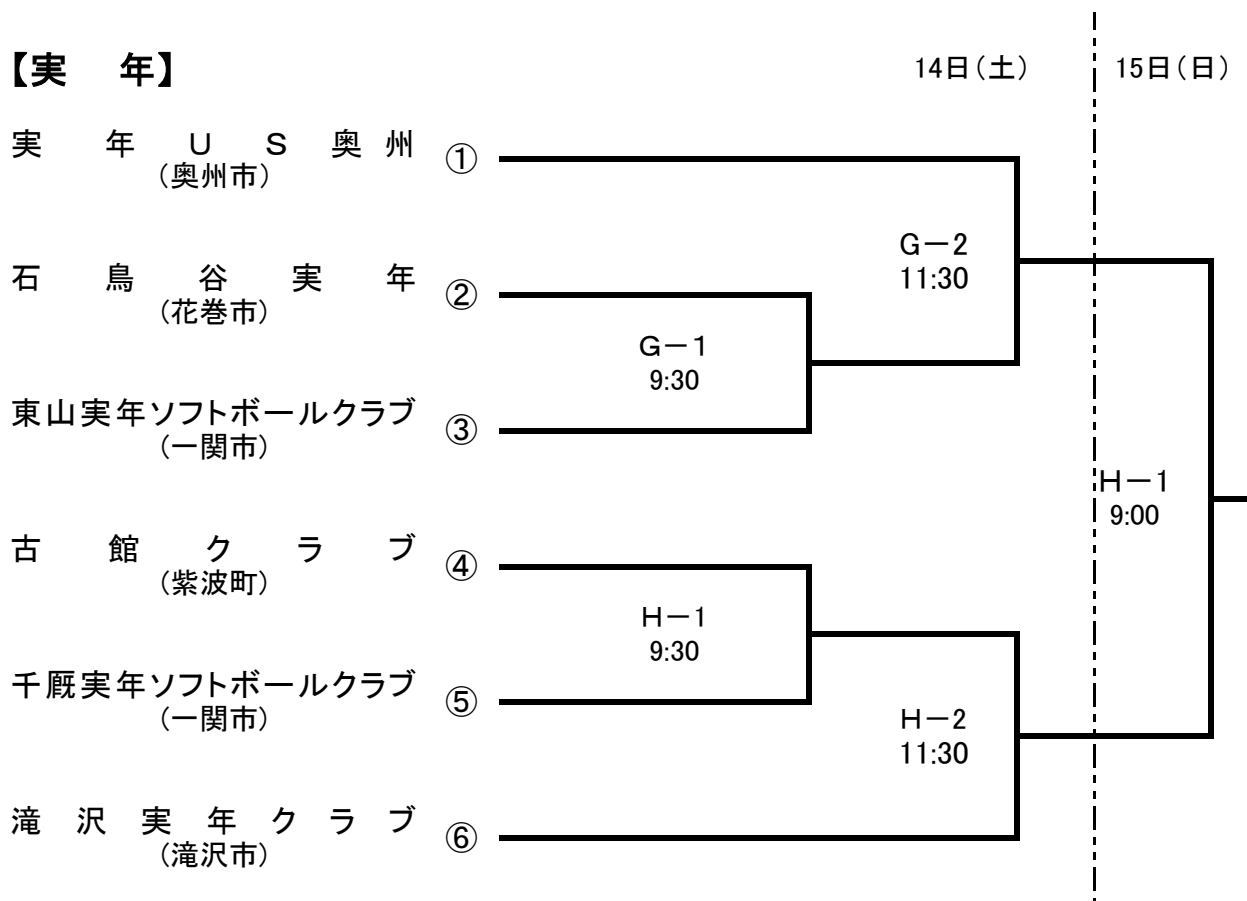 【実　年】
14日（土）
15日（日）
実年ＵＳ奥州
（奥州市）
①
Ｇ－2
11:30
石鳥谷実年
（花巻市）
②
Ｇ－1
9:30
東山実年ソフトボールクラブ
（一関市）
③
Ｈ－1
9:00
古館クラブ
（紫波町）
④
Ｈ－1
9:30
千厩実年ソフトボールクラブ
（一関市）
⑤
Ｈ－2
11:30
滝沢実年クラブ
（滝沢市）
⑥